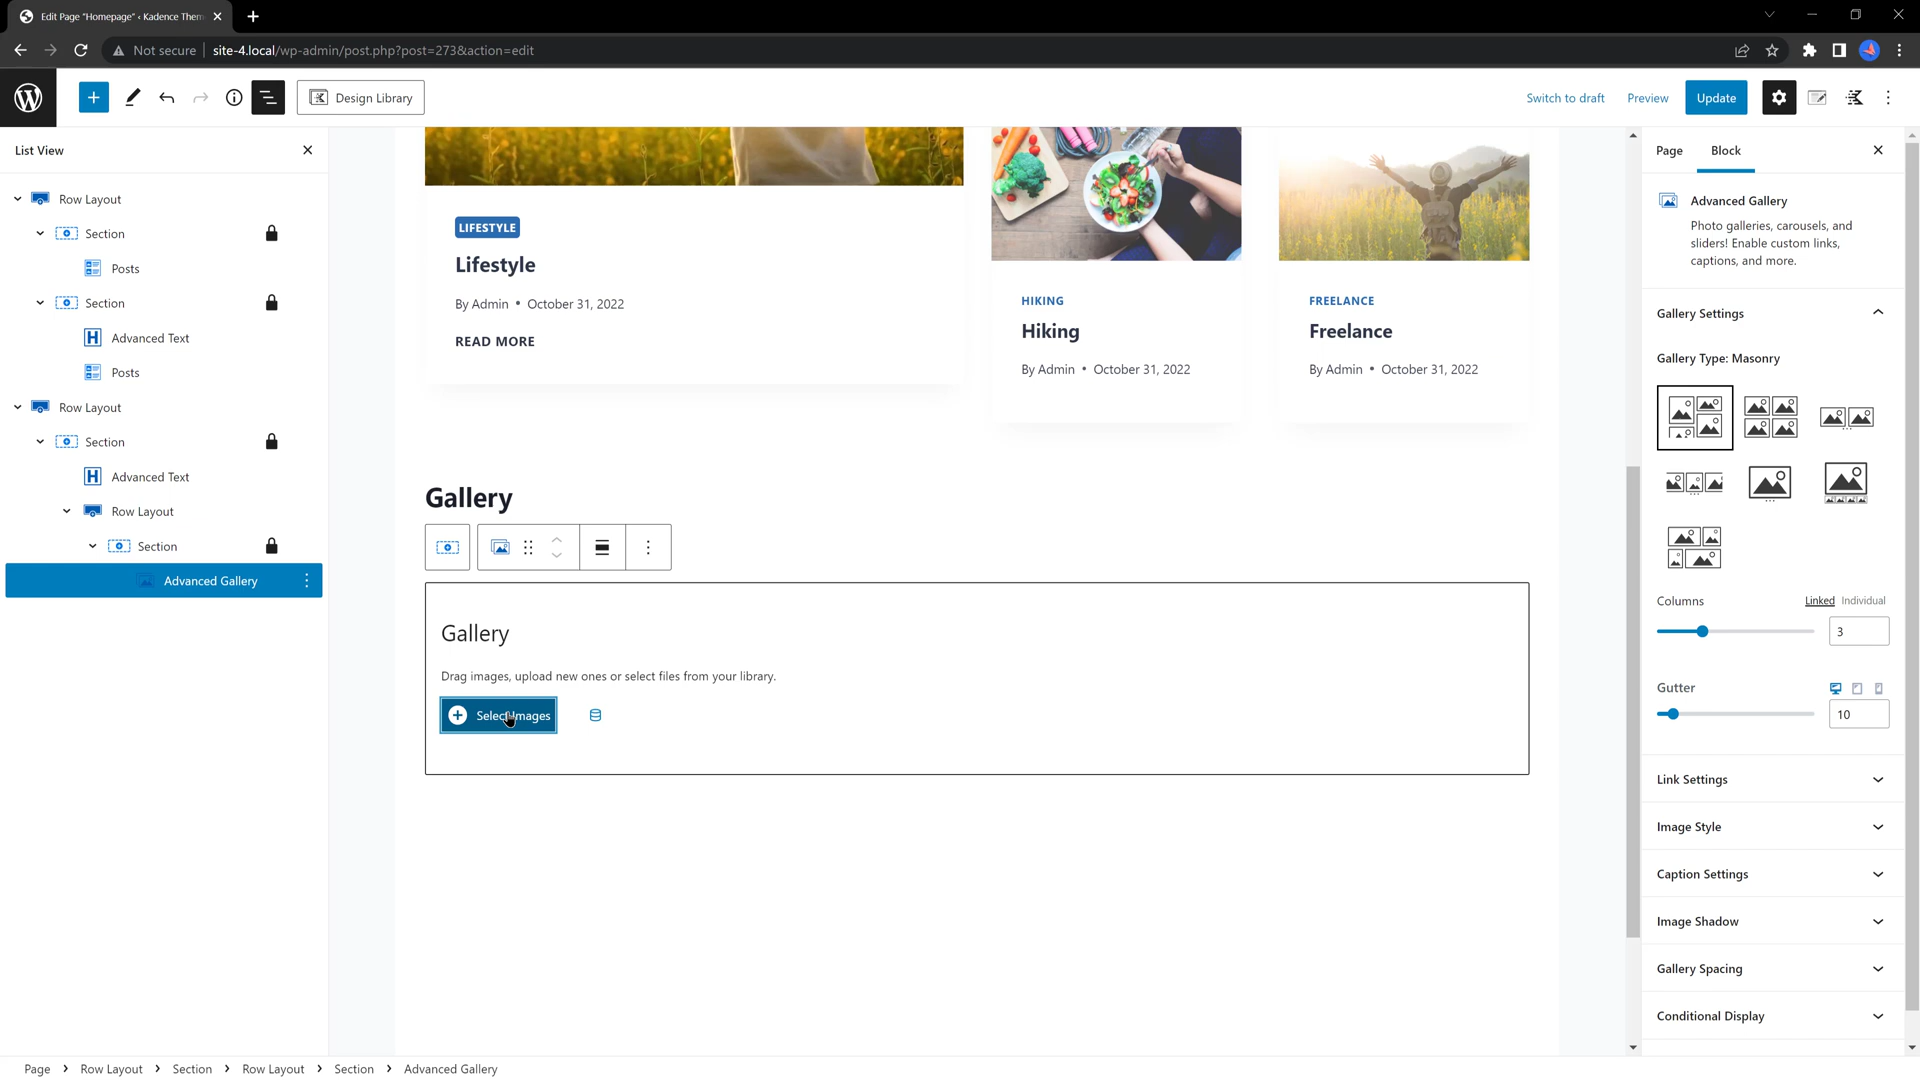 Edit Page "Homepage" ‹ Kadence Them
Not secure | site-4.local/wp-admin/post.php?post=273&action=edit
Design Library
Switch to draft
Preview
Update
List View
Row Layout
Section
Posts
Section
Advanced Text
Posts
Row Layout
Section
Advanced Text
Row Layout
Section
Advanced Gallery
LIFESTYLE
Lifestyle
By Admin • October 31, 2022
READ MORE
HIKING
Hiking
By Admin • October 31, 2022
FREELANCE
Freelance
By Admin • October 31, 2022
Gallery
Gallery
Drag images, upload new ones or select files from your library.
Select Images
Page
Block
Advanced Gallery
Photo galleries, carousels, and
sliders! Enable custom links,
captions, and more.
Gallery Settings
Gallery Type: Masonry
Columns
Linked Individual
3
Gutter
10
Link Settings
Image Style
Caption Settings
Image Shadow
Gallery Spacing
Conditional Display
Page > Row Layout > Section > Row Layout > Section > Advanced Gallery